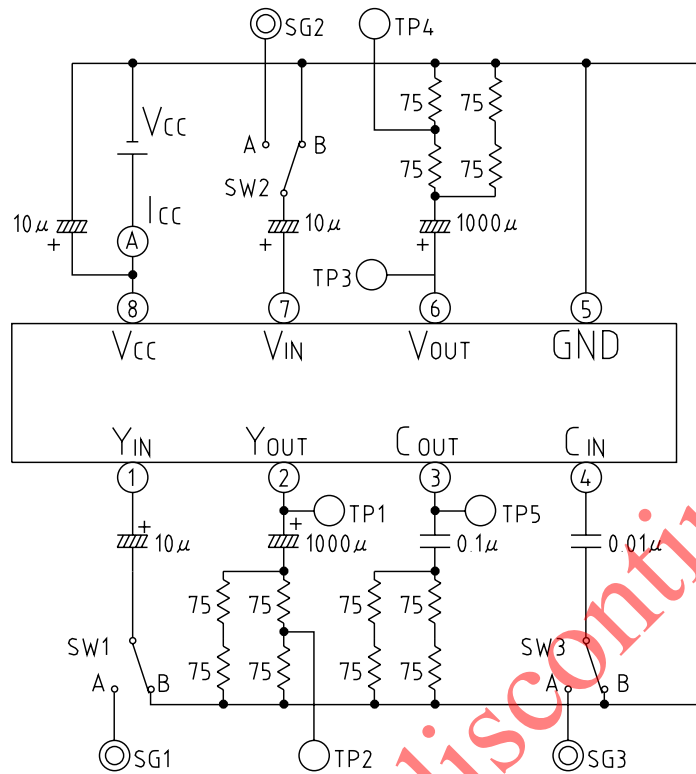 SG2 TP4
75 75
VCC
A B
75 75
SW2
ICC
10μ + A 10μ + 1000μ +
TP3
8 7 6 5
VCC VIN VOUT GND
YIN YOUT COUT CIN
1 2 3 4
TP1 TP5
+ 10μ + 1000μ 0.1μ 0.01μ
75 75 75 75
SW1 SW3
75 75 75 75
A B A B
SG1 TP2 SG3